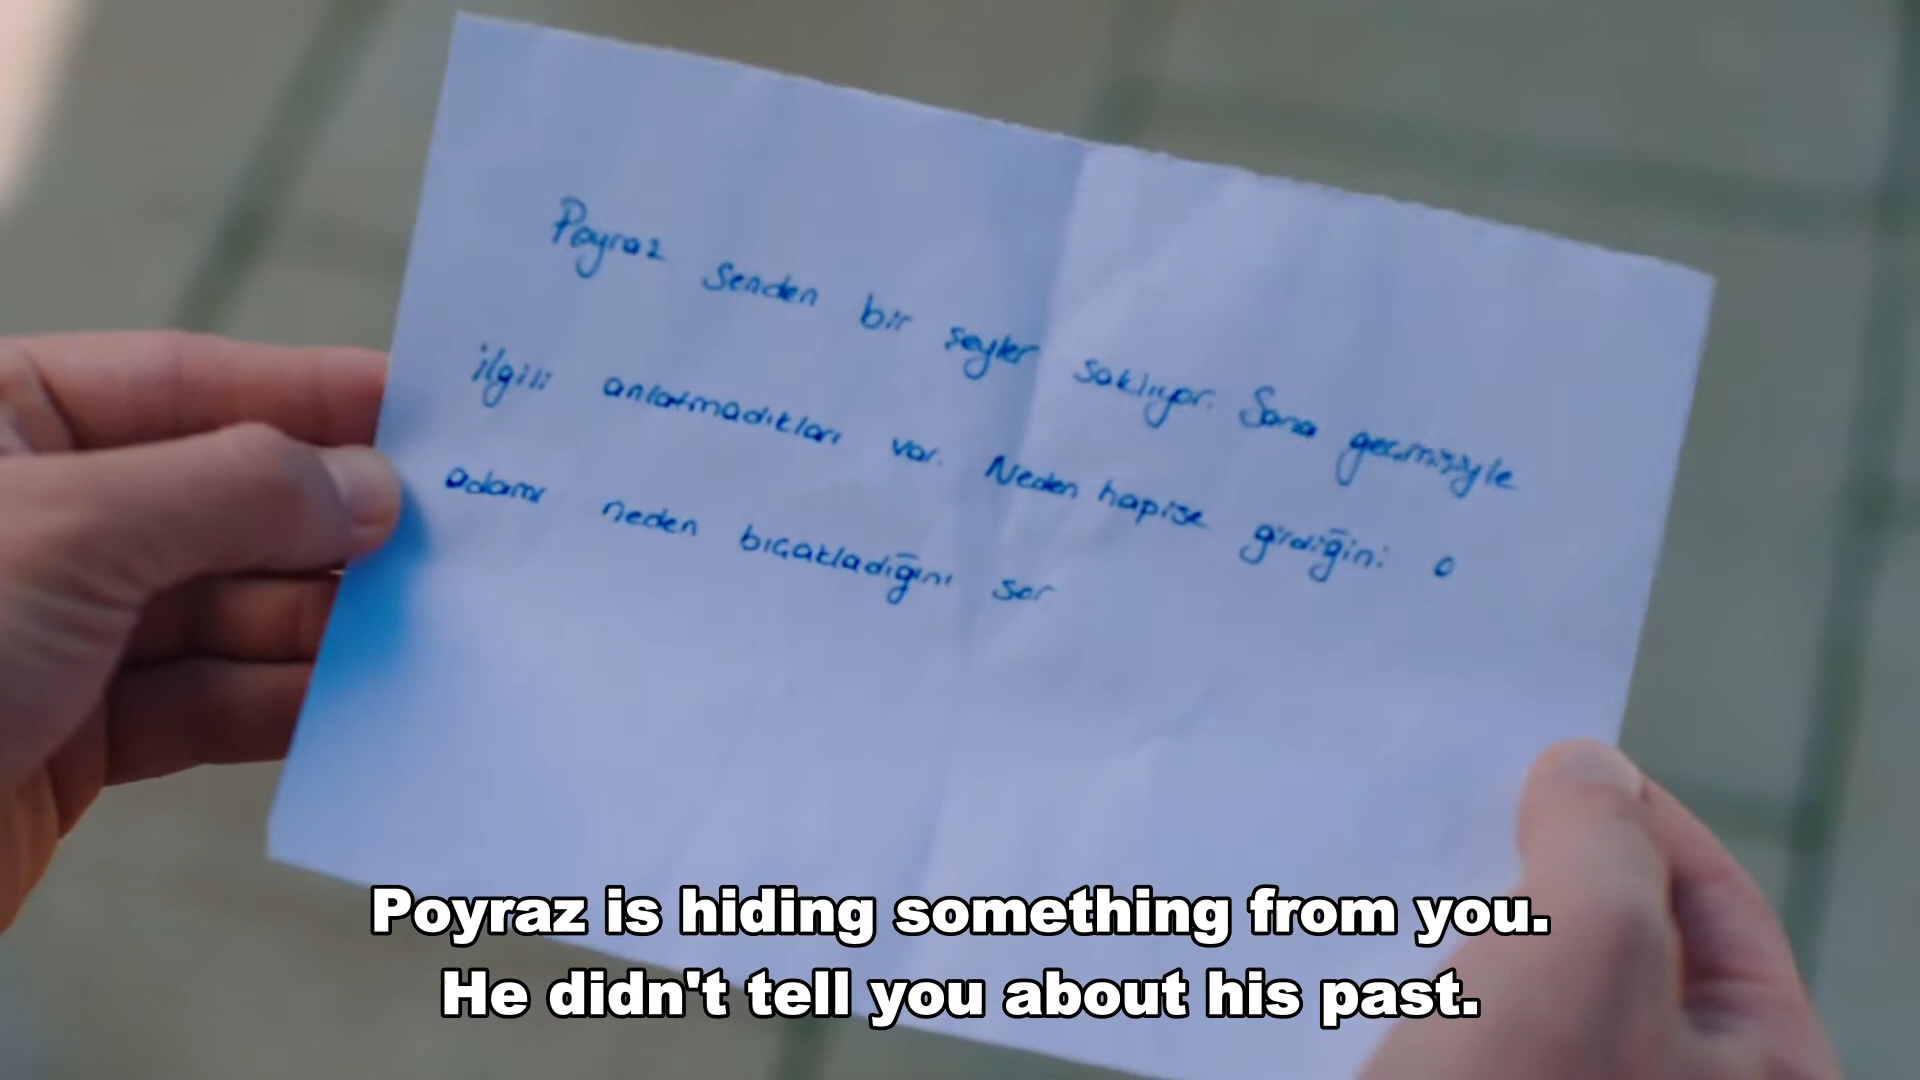 Poyraz senden bir şeyler saklıyor. Sana geçmişiyle
ilgili anlatmadıkları var. Neden hapise girdiğini o
adamı neden bıçakladığını sor
Poyraz is hiding something from you.
He didn't tell you about his past.